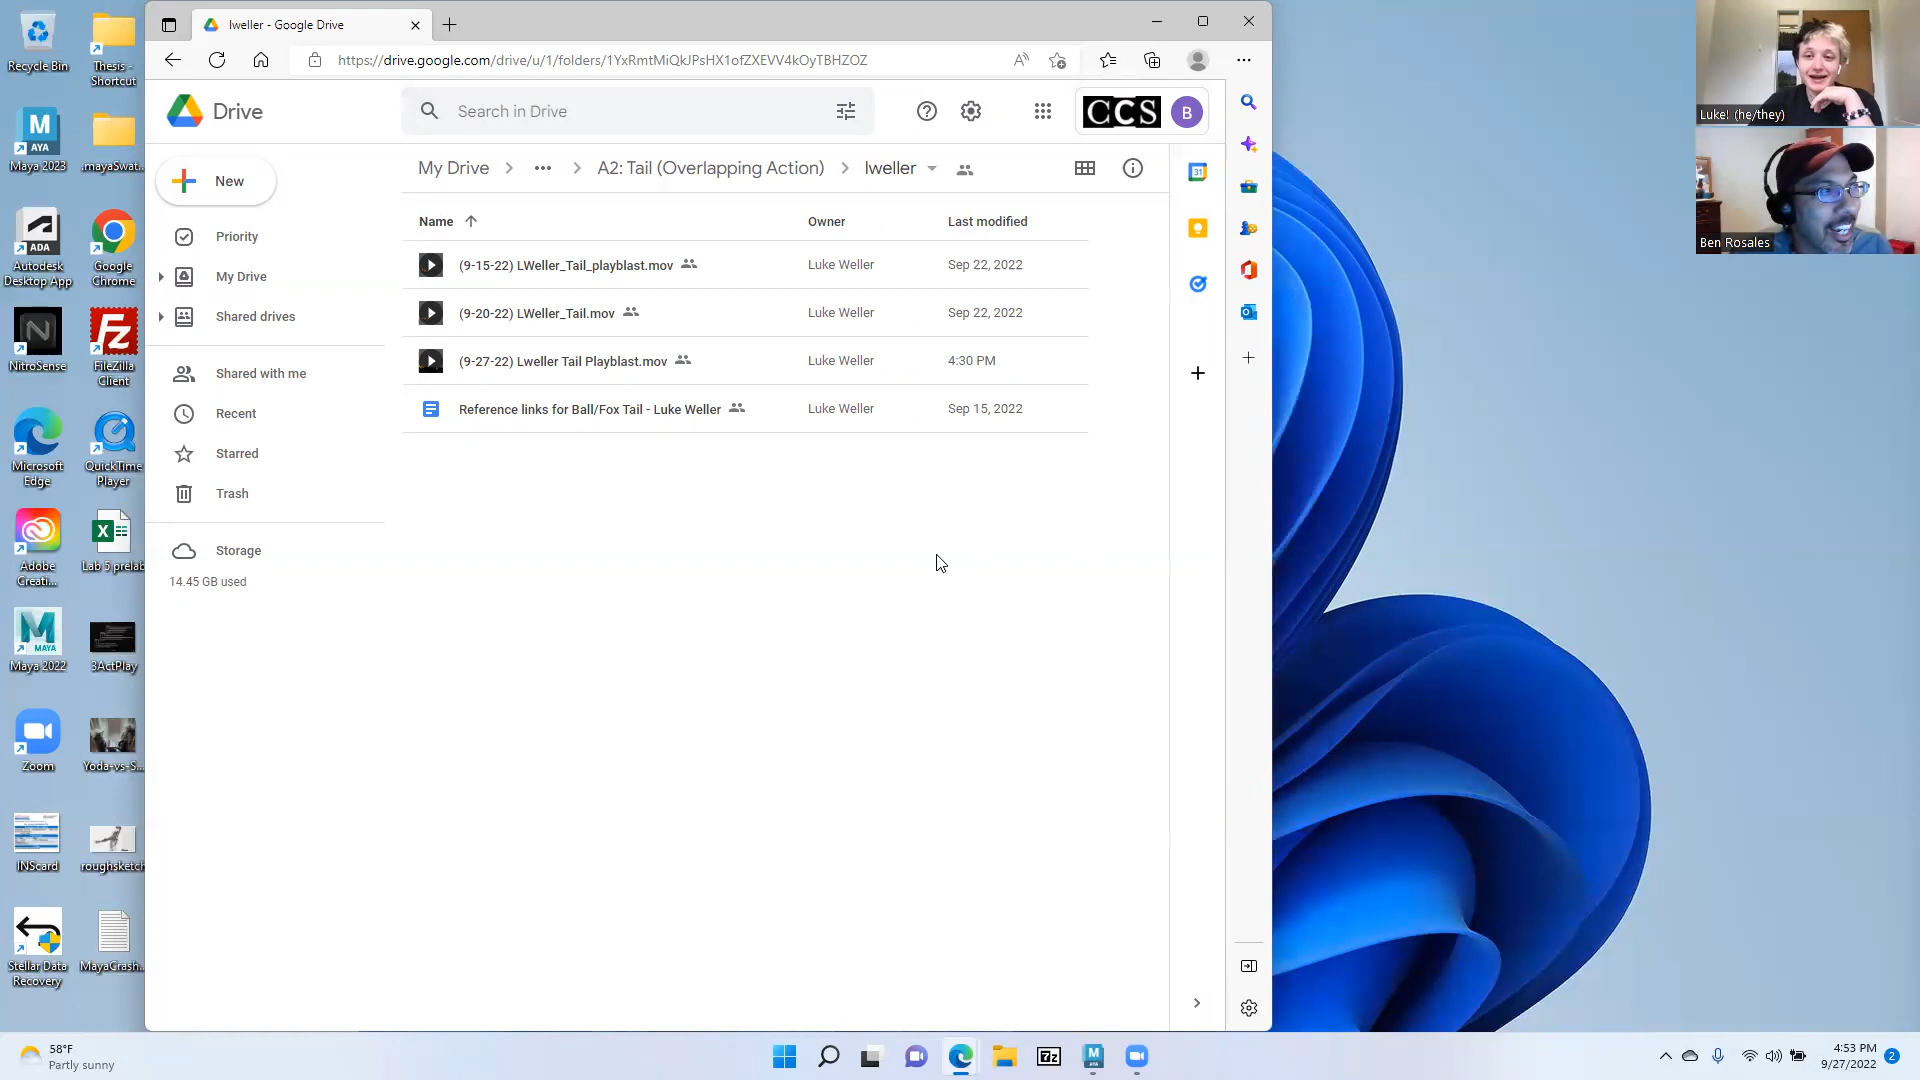 Recycle Bin
Thesis -
Shortcut
Maya 2023
.mayaSwat...
Autodesk
Desktop App
Google
Chrome
NitroSense
FileZilla
Client
Microsoft
Edge
QuickTime
Player
Adobe
Creati...
Lab 5 prelab
Maya 2022
3ActPlay
Zoom
Yoda-vs-S...
INScard
roughsketch
Stellar Data
Recovery
MayaCrash...
lweller - Google Drive
https://drive.google.com/drive/u/1/folders/1YxRmtMiQkJPsHX1ofZXEVV4kOyTBHZOZ
Drive
Search in Drive
CCS
B
New
Priority
My Drive
Shared drives
Shared with me
Recent
Starred
Trash
Storage
14.45 GB used
My Drive
A2: Tail (Overlapping Action)
lweller
Name
Owner
Last modified
(9-15-22) LWeller_Tail_playblast.mov
Luke Weller
Sep 22, 2022
(9-20-22) LWeller_Tail.mov
Luke Weller
Sep 22, 2022
(9-27-22) Lweller Tail Playblast.mov
Luke Weller
4:30 PM
Reference links for Ball/Fox Tail - Luke Weller
Luke Weller
Sep 15, 2022
Luke! (he/they)
Ben Rosales
58°F
Partly sunny
7z
4:53 PM
9/27/2022
2